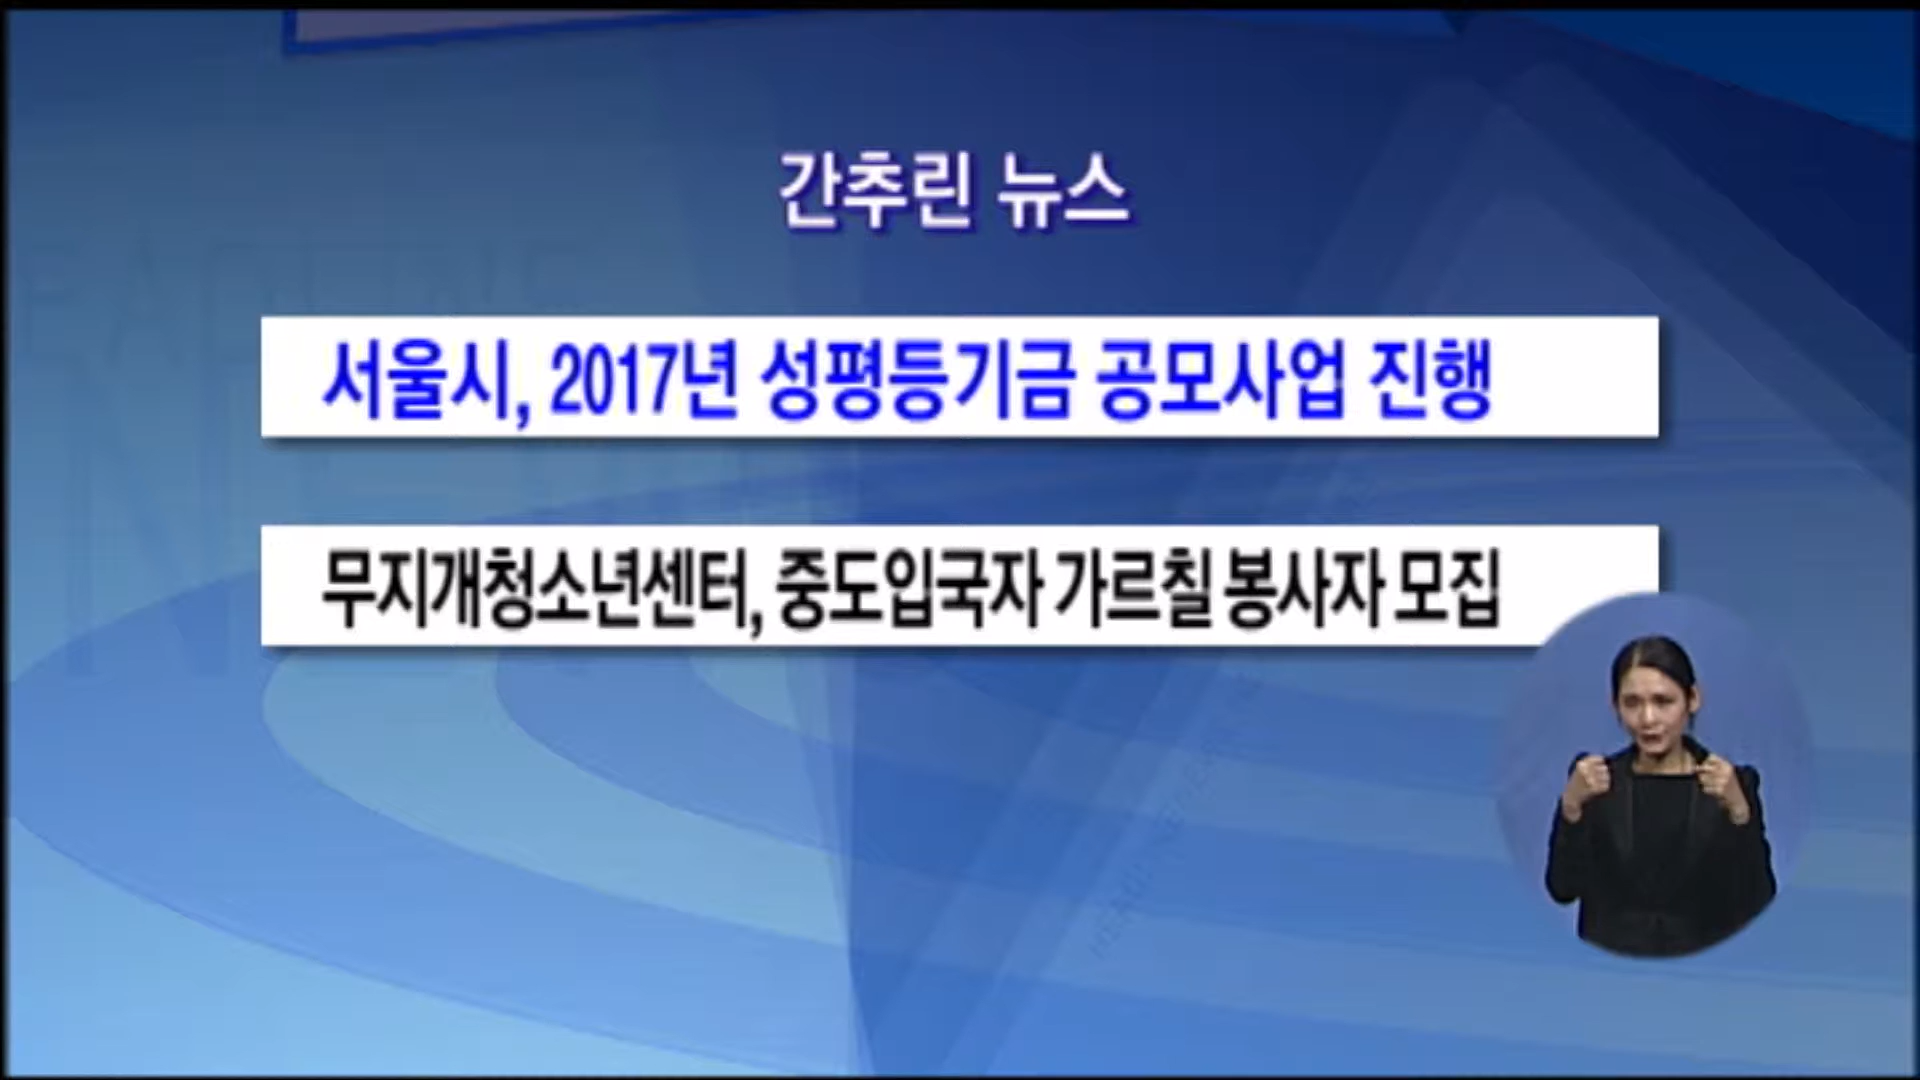 간추린 뉴스
서울시, 2017년 성평등기금 공모사업 진행
무지개청소년센터, 중도입국자 가르칠 봉사자 모집